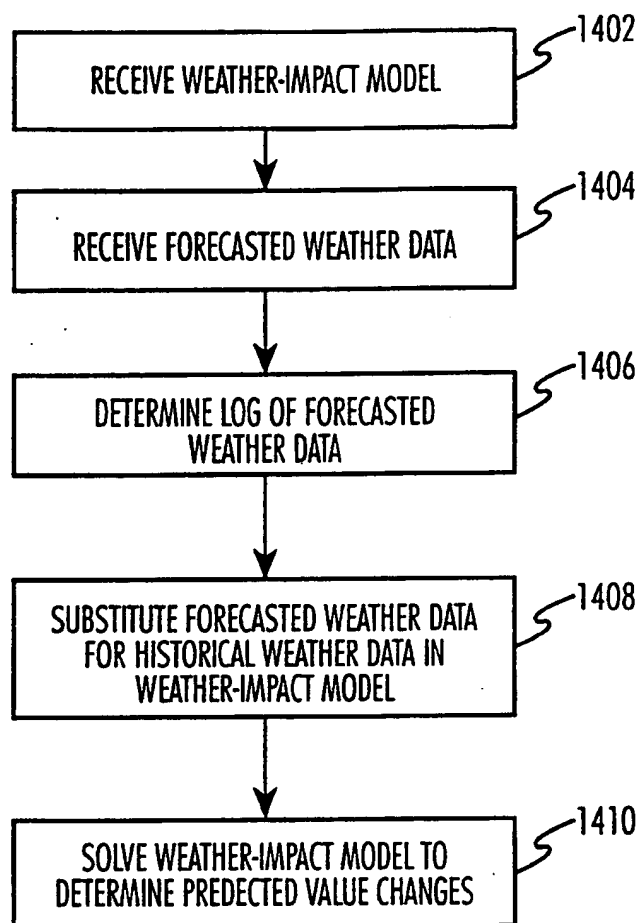 1402
RECEIVE WEATHER-IMPACT MODEL
1404
RECEIVE FORECASTED WEATHER DATA
1406
DETERMINE LOG OF FORECASTED
WEATHER DATA
1408
SUBSTITUTE FORECASTED WEATHER DATA
FOR HISTORICAL WEATHER DATA IN
WEATHER-IMPACT MODEL
1410
SOLVE WEATHER-IMPACT MODEL TO
DETERMINE PREDECTED VALUE CHANGES